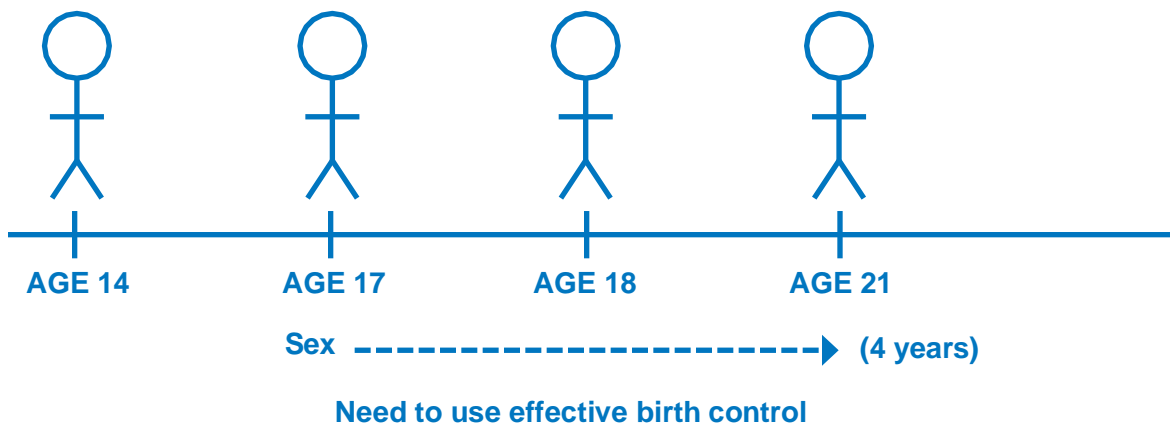 AGE 14 AGE 17 AGE 18 AGE 21
Sex (4 years)
Need to use effective birth control